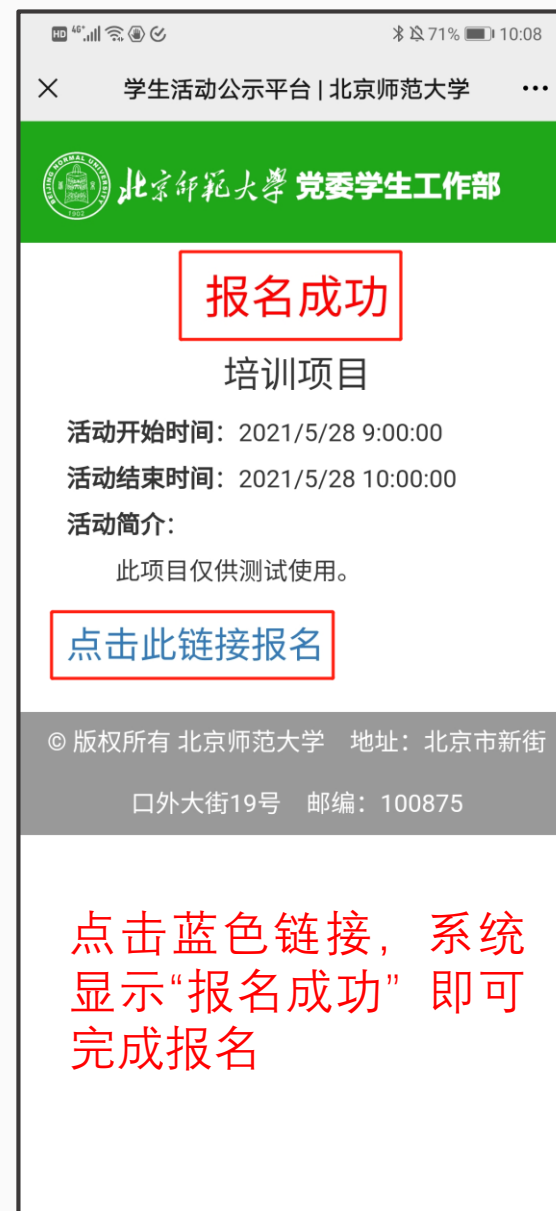 HD 46+ 71% 10:08
× 学生活动公示平台 | 北京师范大学 •••
BEIJING NORMAL UNIVERSITY
1902
北京师范大学 党委学生工作部
报名成功
培训项目
活动开始时间：2021/5/28 9:00:00
活动结束时间：2021/5/28 10:00:00
活动简介：
此项目仅供测试使用。
点击此链接报名
© 版权所有 北京师范大学 地址：北京市新街
口外大街19号 邮编：100875
点击蓝色链接，系统
显示“报名成功”即可
完成报名